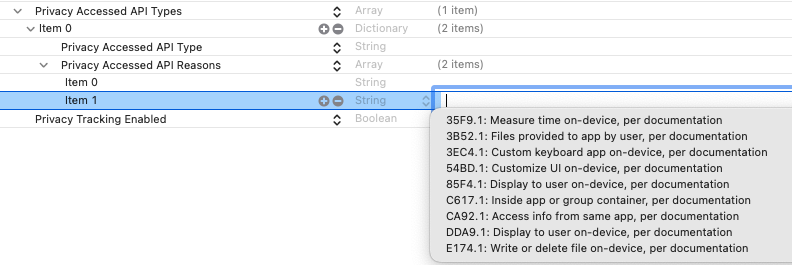 Privacy Accessed API Types Array (1 item)
Item 0 Dictionary (2 items)
Privacy Accessed API Type String
Privacy Accessed API Reasons Array (2 items)
Item 0 String
Item 1 String
Privacy Tracking Enabled Boolean
35F9.1: Measure time on-device, per documentation
3B52.1: Files provided to app by user, per documentation
3EC4.1: Custom keyboard app on-device, per documentation
54BD.1: Customize UI on-device, per documentation
85F4.1: Display to user on-device, per documentation
C617.1: Inside app or group container, per documentation
CA92.1: Access info from same app, per documentation
DDA9.1: Display to user on-device, per documentation
E174.1: Write or delete file on-device, per documentation